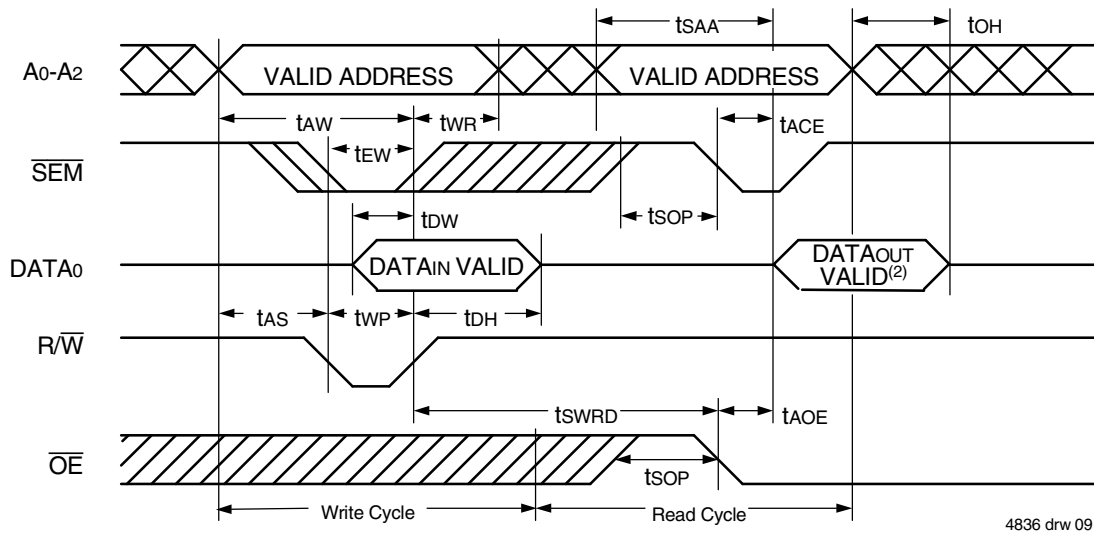 tSAA
tOH
A0-A2
VALID ADDRESS
VALID ADDRESS
tAW
tWR
tACE
SEM
tEW
tSOP
tDW
DATA0
DATAIN VALID
DATAOUT
VALID(2)
tAS
tWP
tDH
R/W
tSWRD
tAOE
OE
tSOP
Write Cycle
Read Cycle
4836 drw 09